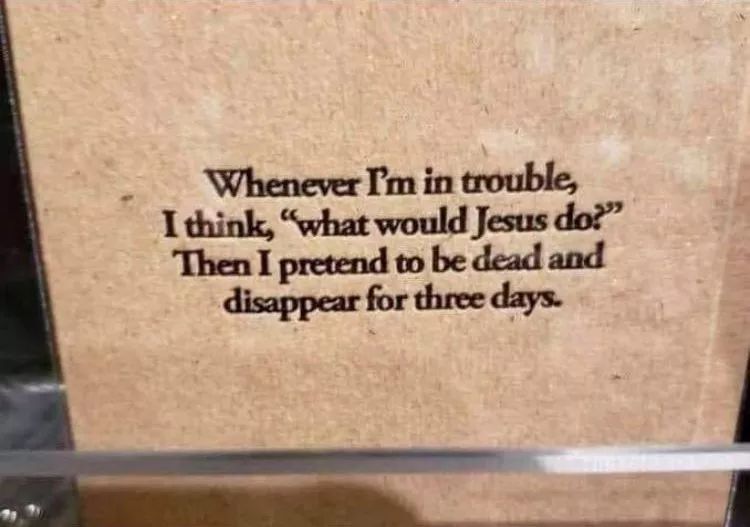 Whenever I'm in trouble,
I think, “what would Jesus do?”
Then I pretend to be dead and
disappear for three days.